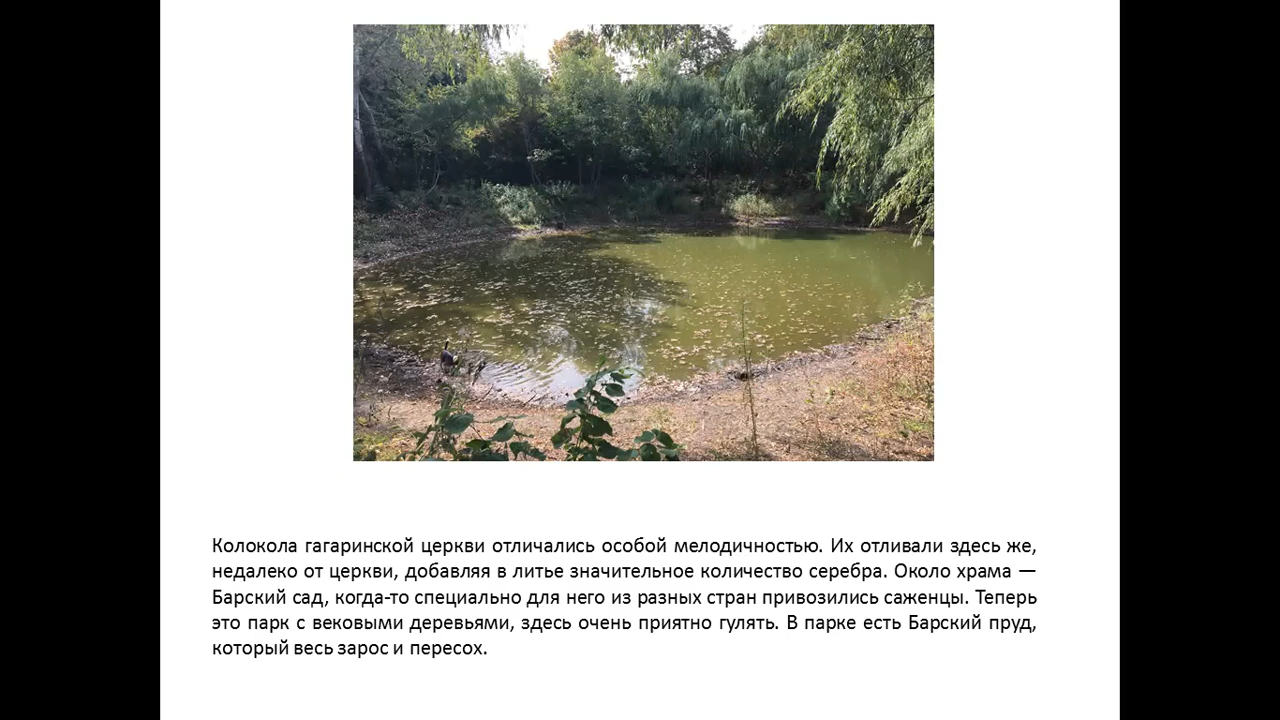 Колокола гагаринской церкви отличались особой мелодичностью. Их отливали здесь же,
недалеко от церкви, добавляя в литье значительное количество серебра. Около храма —
Барский сад, когда-то специально для него из разных стран привозились саженцы. Теперь
это парк с вековыми деревьями, здесь очень приятно гулять. В парке есть Барский пруд,
который весь зарос и пересох.